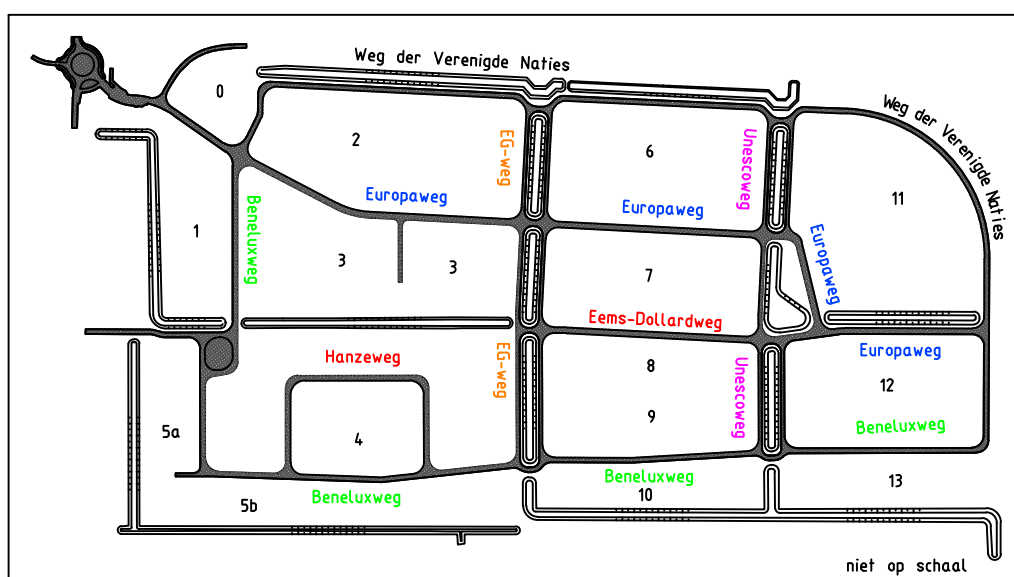 Weg der Verenigde Naties
0
2
EG-weg
6
Unescoweg
Weg der Verenigde Naties
11
Europaweg
Europaweg
1
Beneluxweg
3
3
7
Europaweg
Eems-Dollardweg
Hanzeweg
EG-weg
8
Unescoweg
Europaweg
12
9
5a
4
Beneluxweg
Beneluxweg
Beneluxweg
5b
10
13
niet op schaal